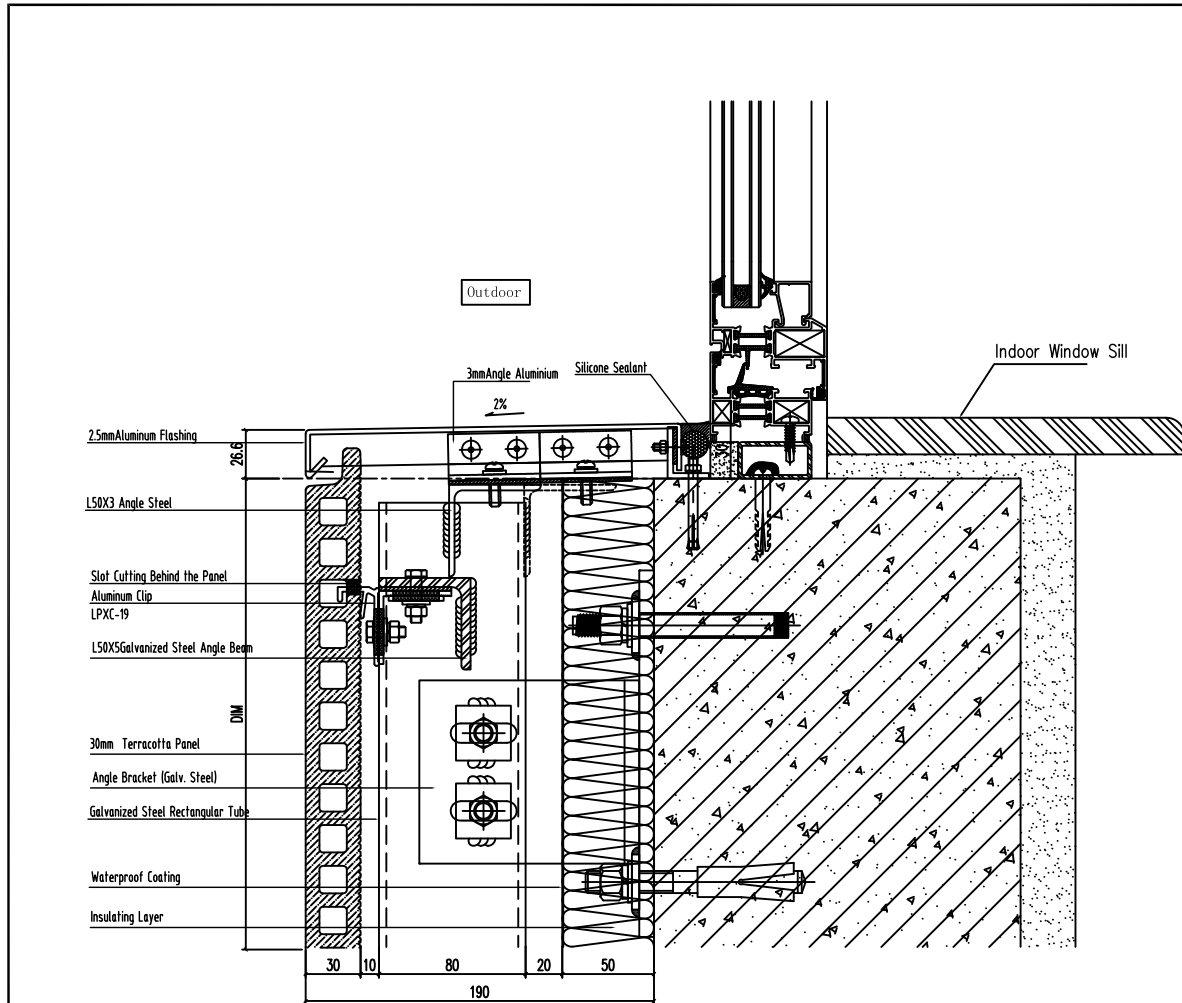 Outdoor
Indoor Window Sill
3mmAngle Aluminium
Silicone Sealant
2%
2.5mmAluminum Flashing
26.6
30
L50X3 Angle Steel
Slot Cutting Behind the Panel
Aluminum Clip
LPXC-19
L50X5Galvanized Steel Angle Beam
DIM
30mm Terracotta Panel
Angle Bracket (Galv. Steel)
Galvanized Steel Rectangular Tube
Waterproof Coating
Insulating Layer
30 10 80 20 50
190